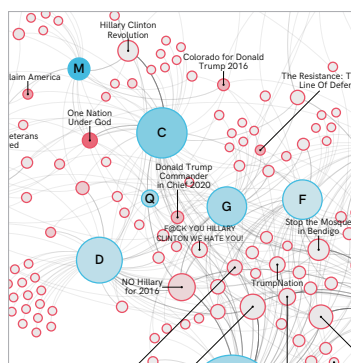 Hillary Clinton
Revolution
M
Colorado for Donald
Trump 2016
laim America
The Resistance: T
Line Of Defen
One Nation
Under God
C
eterans
red
Donald Trump
Commander
in Chief 2020
Q
G
F
F@CK YOU HILLARY
CLINTON WE HATE YOU!
Stop the Mosque
in Bendigo
D
NO Hillary
for 2016
TrumpNation